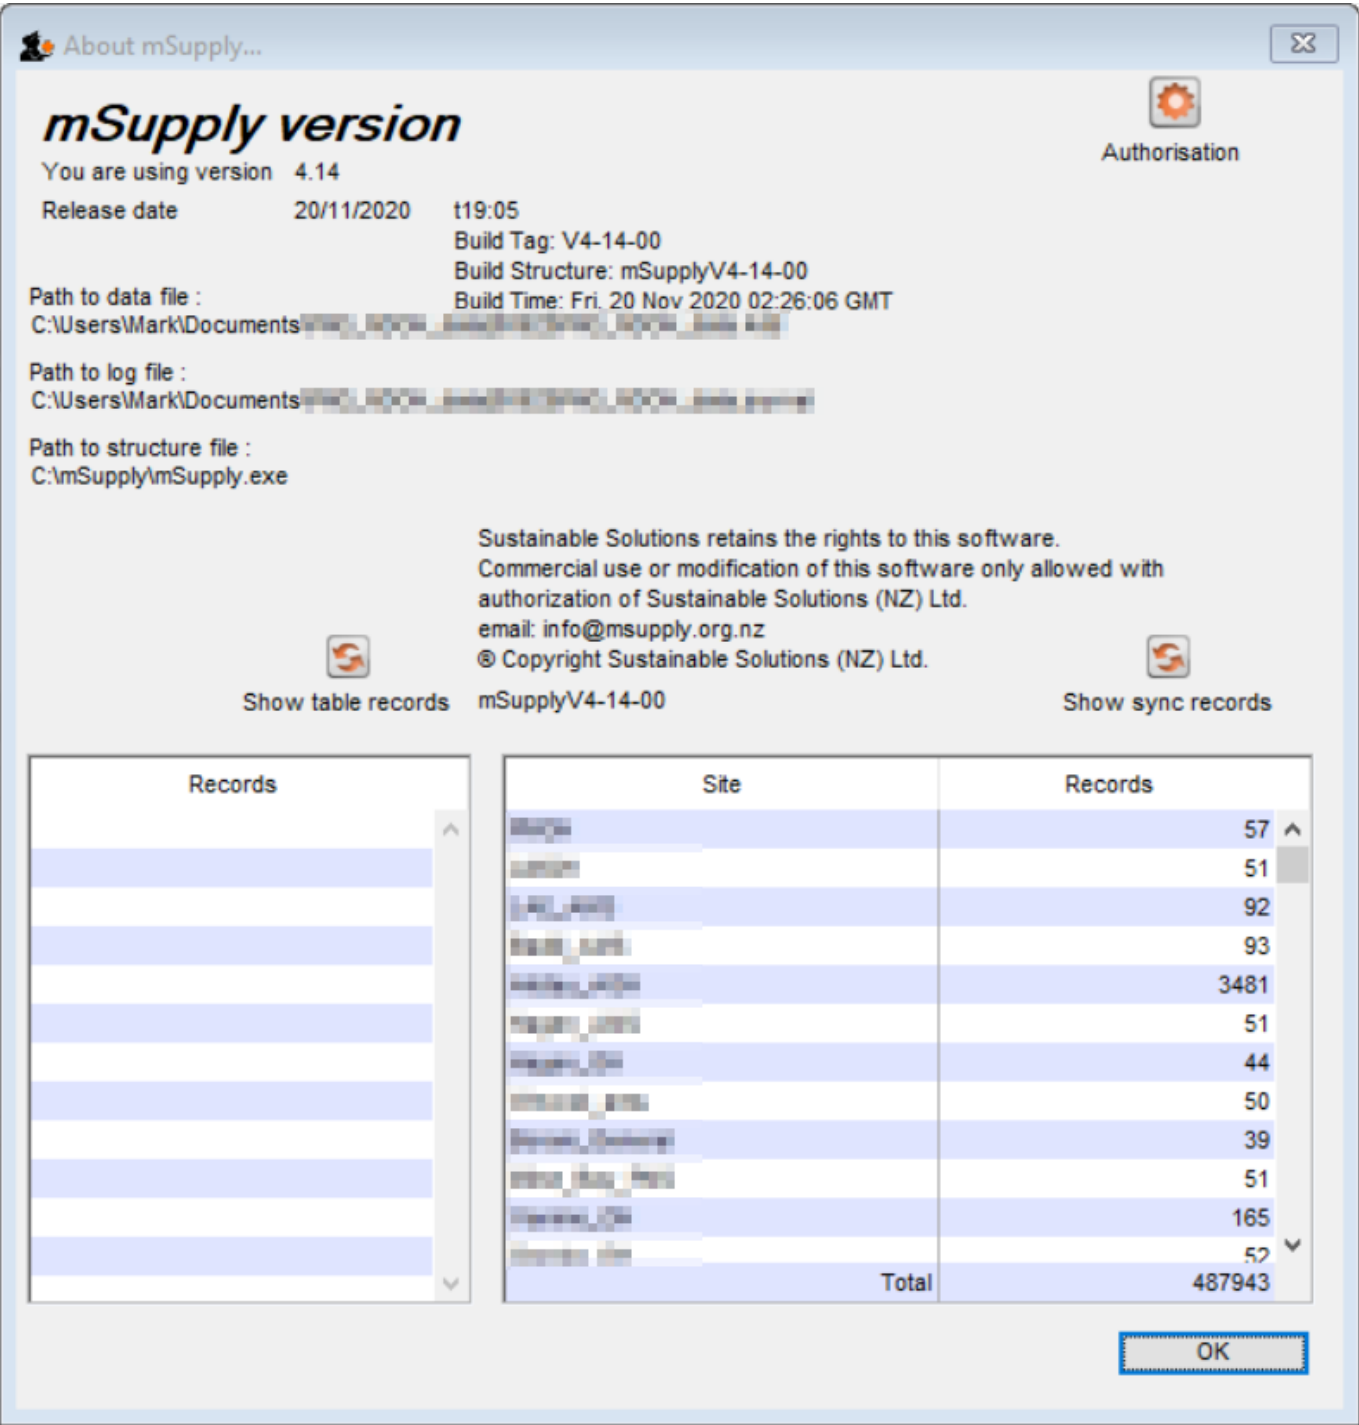 About mSupply...
mSupply version
Authorisation
You are using version 4.14
Release date 20/11/2020 t19:05
Build Tag: V4-14-00
Build Structure: mSupplyV4-14-00
Build Time: Fri, 20 Nov 2020 02:26:06 GMT
Path to data file :
C:\Users\Mark\Documents
Path to log file :
C:\Users\Mark\Documents
Path to structure file :
C:\mSupply\mSupply.exe
Sustainable Solutions retains the rights to this software.
Commercial use or modification of this software only allowed with
authorization of Sustainable Solutions (NZ) Ltd.
email: info@msupply.org.nz
® Copyright Sustainable Solutions (NZ) Ltd.
Show table records
mSupplyV4-14-00
Show sync records
Records
Site Records
57
51
92
93
3481
51
44
50
39
51
165
52
Total 487943
OK